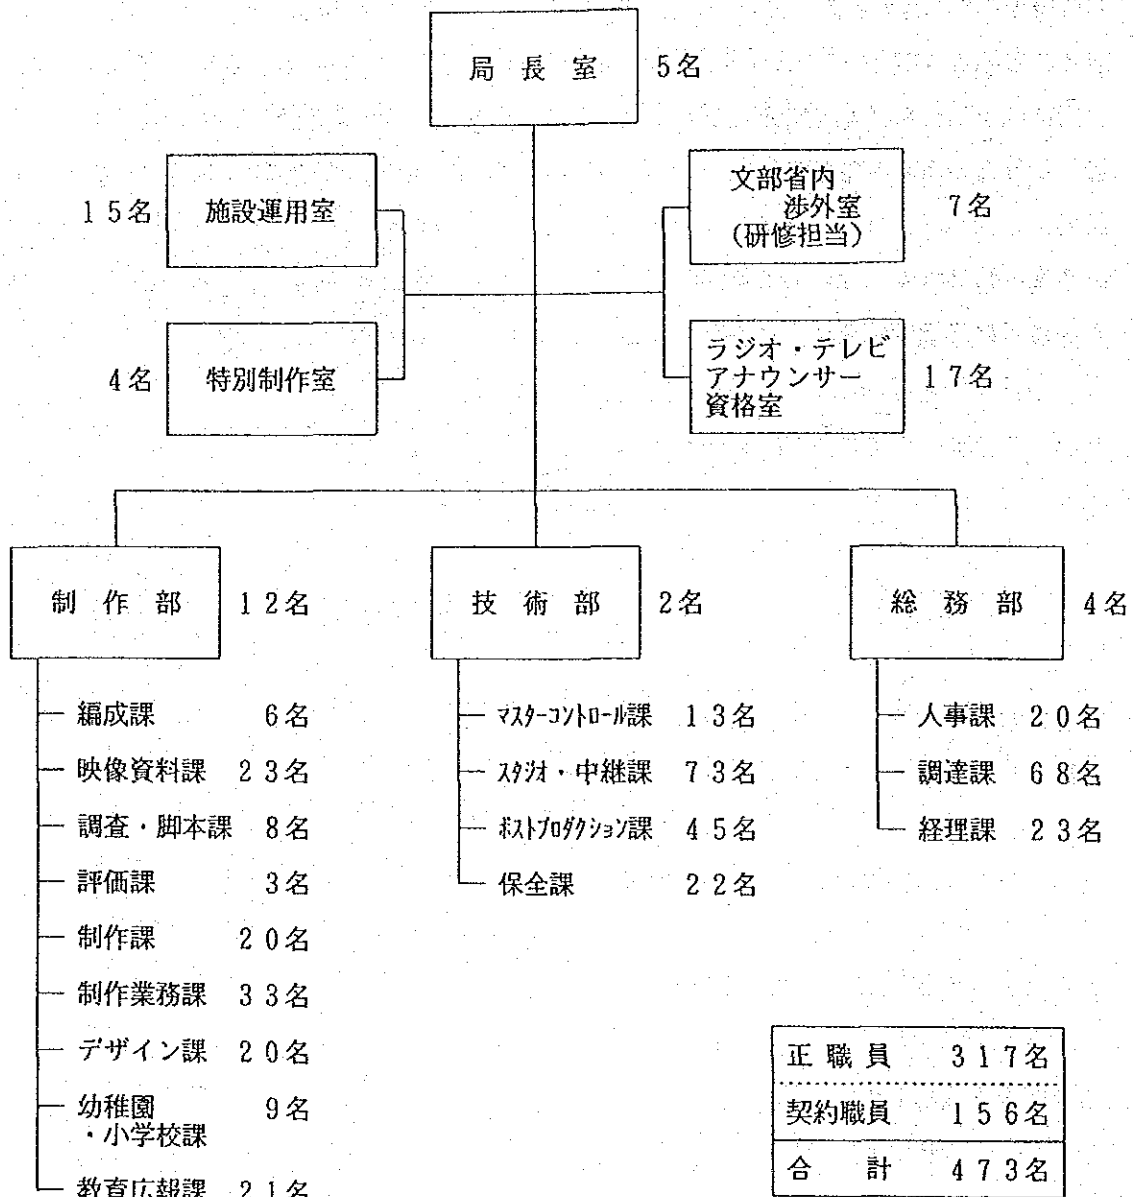 局長室 5名
15名 施設運用室
文部省内
渉外室
(研修担当)
7名
4名 特別制作室
ラジオ・テレビ
アナウンサー
資格室
17名
制作部 12名
編成課 6名
映像資料課 23名
調査・脚本課 8名
評価課 3名
制作課 20名
制作業務課 33名
デザイン課 20名
幼稚園 9名
・小学校課
教育広報課 21名
技術部 2名
マスターコントロール課 13名
スタジオ・中継課 73名
ポストプロダクション課 45名
保全課 22名
総務部 4名
人事課 20名
調達課 68名
経理課 23名
正職員 317名
契約職員 156名
合計 473名